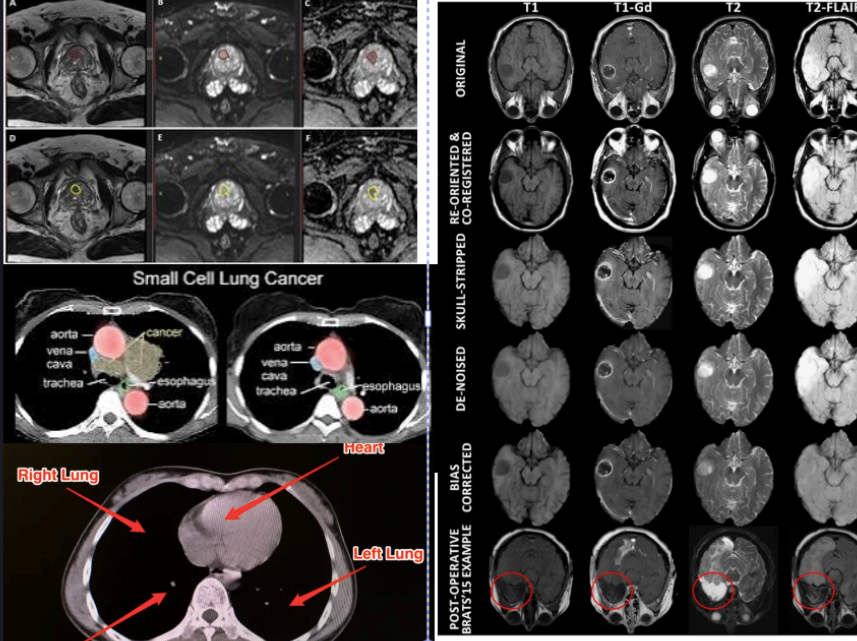 A
B
C
D
E
F
Small Cell Lung Cancer
aorta
cancer
vena
cava
trachea
esophagus
aorta
aorta
vena
cava
trachea
esophagus
aorta
Heart
Right Lung
Left Lung
T1
T1-Gd
T2
T2-FLAIR
ORIGINAL
RE-ORIENTED &
CO-REGISTERED
SKULL-STRIPPED
DE-NOISED
BIAS
CORRECTED
POST-OPERATIVE
BRATS'15 EXAMPLE